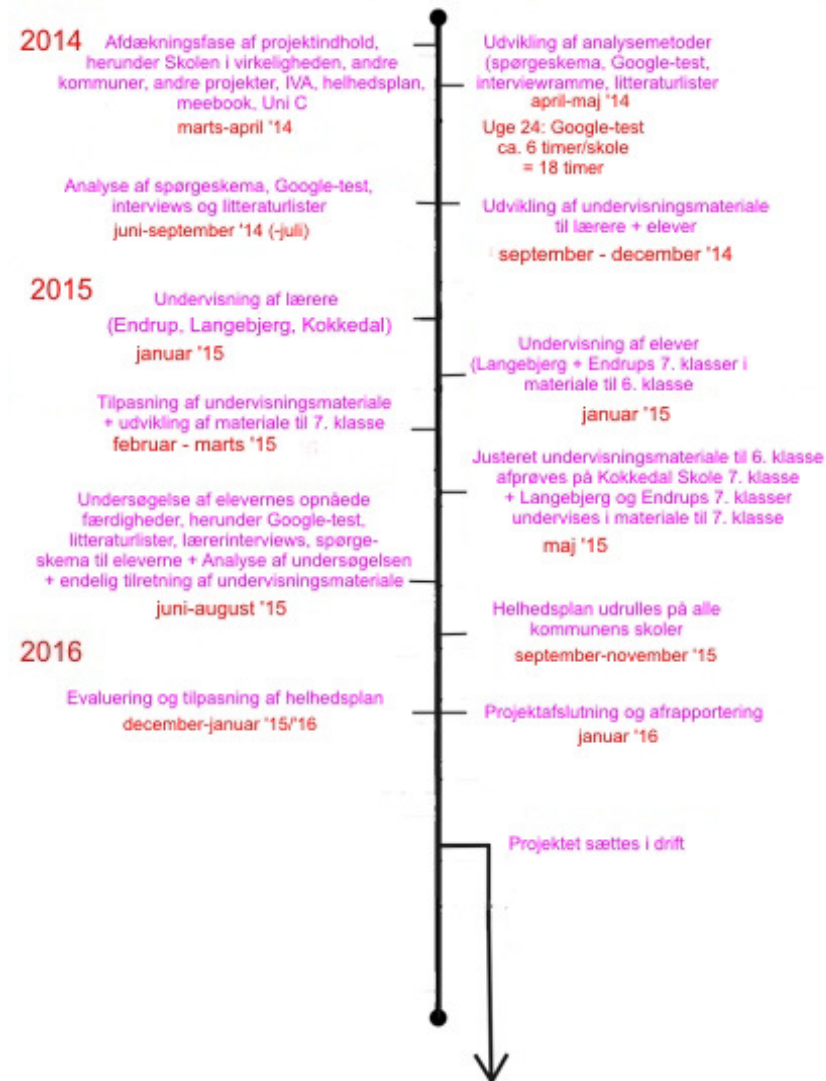 2014
Afdækningsfase af projektindhold,
herunder Skolen i virkeligheden, andre
kommuner, andre projekter, IVA, helhedsplan,
meebook, Uni C
marts-april '14
Udvikling af analysemetoder
(spørgeskema, Google-test,
interviewramme, litteraturlister
april-maj '14
Uge 24: Google-test
ca. 6 timer/skole
= 18 timer
Analyse af spørgeskema, Google-test,
interviews og litteraturlister
juni-september '14 (-juli)
Udvikling af undervisningsmateriale
til lærere + elever
september - december '14
2015
Undervisning af lærere
(Endrup, Langebjerg, Kokkedal)
januar '15
Undervisning af elever
(Langebjerg + Endrups 7. klasser i
materiale til 6. klasse
januar '15
Tilpasning af undervisningsmateriale
+ udvikling af materiale til 7. klasse
februar - marts '15
Justeret undervisningsmateriale til 6. klasse
afprøves på Kokkedal Skole 7. klasse
+ Langebjerg og Endrups 7. klasser
undervises i materiale til 7. klasse
maj '15
Undersøgelse af elevernes opnåede
færdigheder, herunder Google-test,
litteraturlister, lærerinterviews, spørge-
skema til eleverne + Analyse af undersøgelsen
+ endelig tilretning af undervisningsmateriale
juni-august '15
Helhedsplan udrulles på alle
kommunens skoler
september-november '15
2016
Evaluering og tilpasning af helhedsplan
december-januar '15/'16
Projektafslutning og afrapportering
januar '16
Projektet sættes i drift